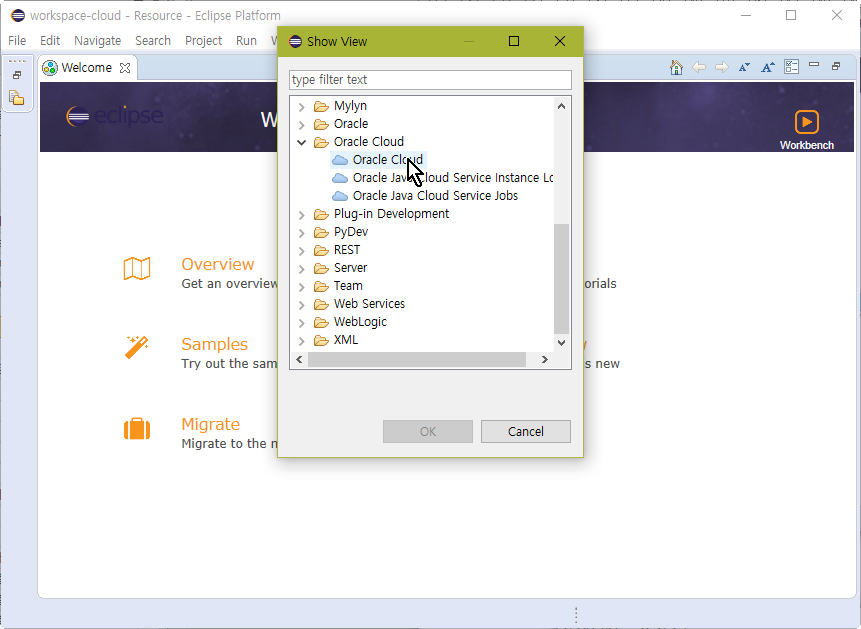 workspace-cloud - Resource - Eclipse Platform
File Edit Navigate Search Project Run
Show View
Welcome
type filter text
eclipse
W
Workbench
Mylyn
Oracle
Oracle Cloud
Oracle Cloud
Oracle Java Cloud Service Instance Lo
Oracle Java Cloud Service Jobs
Plug-in Development
PyDev
REST
Server
Team
Web Services
WebLogic
XML
Overview
Get an overview
orials
Samples
Try out the sam
s new
Migrate
Migrate to the n
OK
Cancel